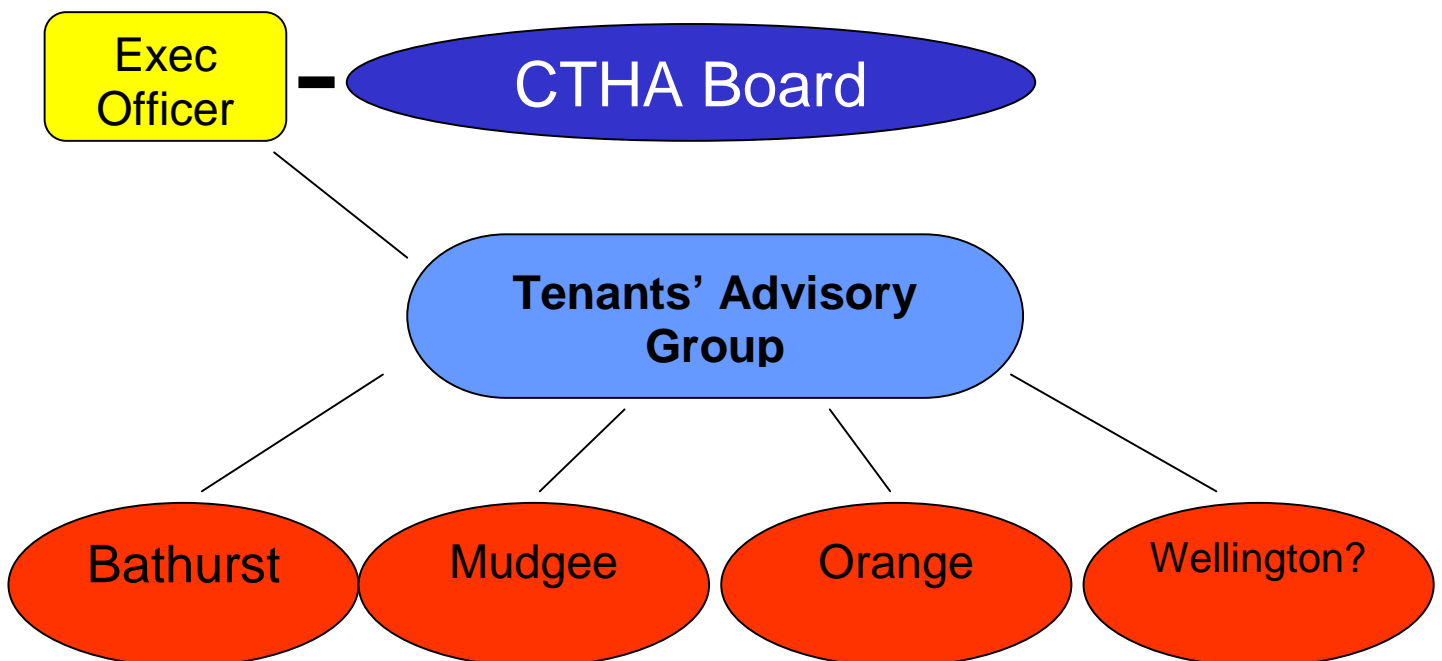 Exec
Officer
CTHA Board
Tenants’ Advisory
Group
Bathurst
Mudgee
Orange
Wellington?